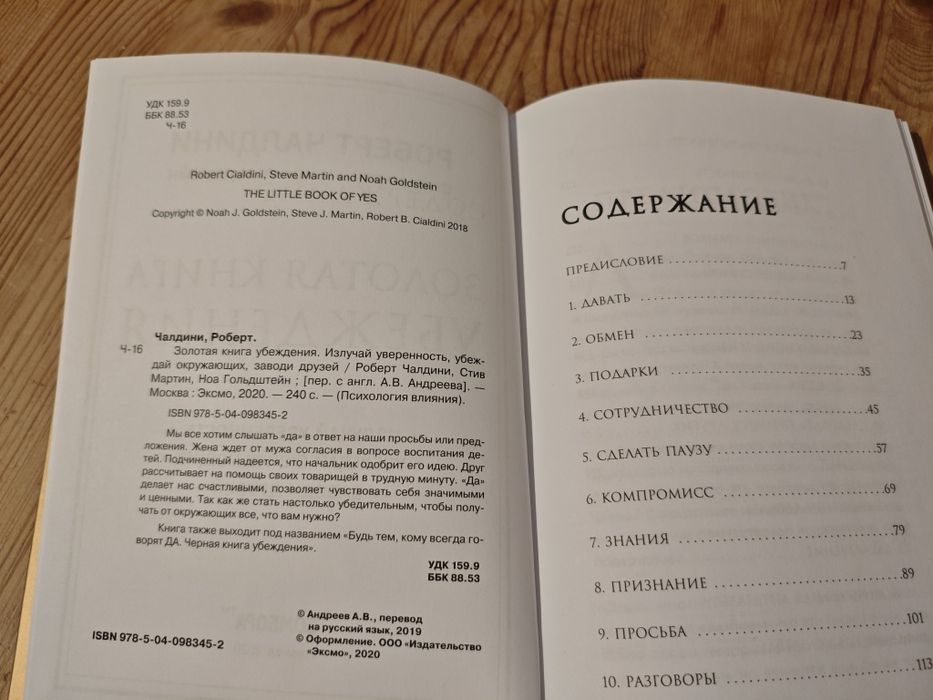 УДК 159.9
ББК 88.53
Ч-16
Robert Cialdini, Steve Martin and Noah Goldstein
THE LITTLE BOOK OF YES
Copyright © Noah J. Goldstein, Steve J. Martin, Robert B. Cialdini 2018
Чалдини, Роберт.
Ч-16 Золотая книга убеждения. Излучай уверенность, убеж-
дай окружающих, заводи друзей / Роберт Чалдини, Стив
Мартин, Ноа Гольдштейн ; [пер. с англ. А.В. Андреева]. —
Москва : Эксмо, 2020. — 240 с. — (Психология влияния).
ISBN 978-5-04-098345-2
Мы все хотим слышать «да» в ответ на наши просьбы или пред-
ложения. Жена ждет от мужа согласия в вопросе воспитания де-
тей. Подчиненный надеется, что начальник одобрит его идею. Друг
рассчитывает на помощь своих товарищей в трудную минуту. «Да»
делает нас счастливыми, позволяет чувствовать себя значимыми
и ценными. Так как же стать настолько убедительным, чтобы полу-
чать от окружающих все, что вам нужно?
Книга также выходит под названием «Будь тем, кому всегда го-
ворят ДА. Черная книга убеждения».
УДК 159.9
ББК 88.53
© Андреев А.В., перевод
на русский язык, 2019
© Оформление. ООО «Издательство
«Эксмо», 2020
ISBN 978-5-04-098345-2
СОДЕРЖАНИЕ
ПРЕДИСЛОВИЕ ..........................7
1. ДАВАТЬ ..........................13
2. ОБМЕН ..........................23
3. ПОДАРКИ ..........................35
4. СОТРУДНИЧЕСТВО ..........................45
5. СДЕЛАТЬ ПАУЗУ ..........................57
6. КОМПРОМИСС ..........................69
7. ЗНАНИЯ ..........................79
8. ПРИЗНАНИЕ ..........................89
9. ПРОСЬБА ..........................101
10. РАЗГОВОРЫ ..........................113